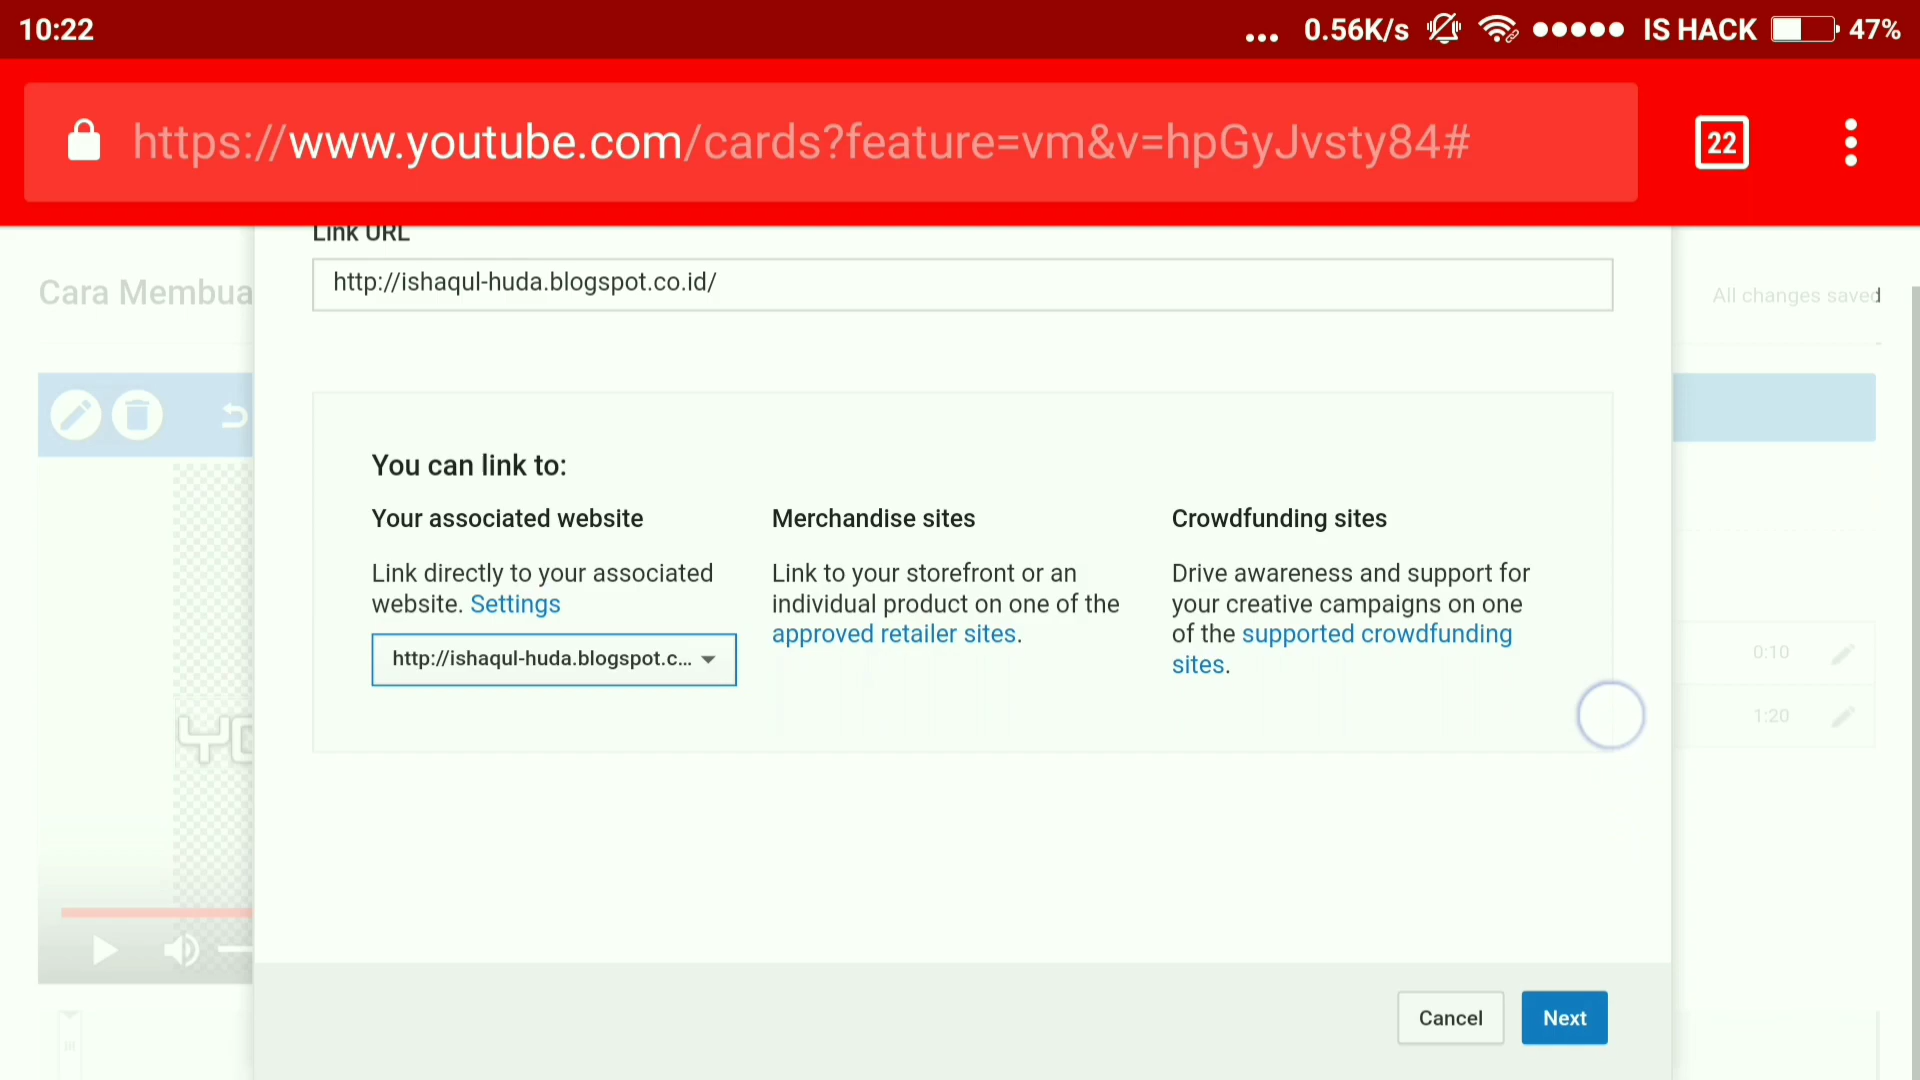 10:22
... 0.56K/s IS HACK 47%
https://www.youtube.com/cards?feature=vm&v=hpGyJvsty84#
22
Link URL
http://ishaqul-huda.blogspot.co.id/
Cara Membua
All changes saved
You can link to:
Your associated website
Link directly to your associated
website. Settings
http://ishaqul-huda.blogspot.c...
Merchandise sites
Link to your storefront or an
individual product on one of the
approved retailer sites.
Crowdfunding sites
Drive awareness and support for
your creative campaigns on one
of the supported crowdfunding
sites.
0:10
1:20
YO
Cancel
Next